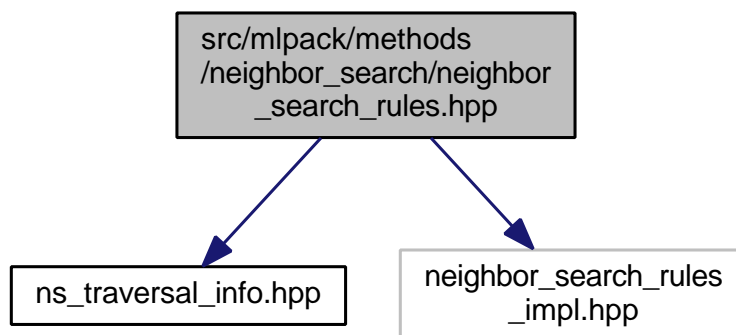 src/mlpack/methods
/neighbor_search/neighbor
_search_rules.hpp
ns_traversal_info.hpp
neighbor_search_rules
_impl.hpp